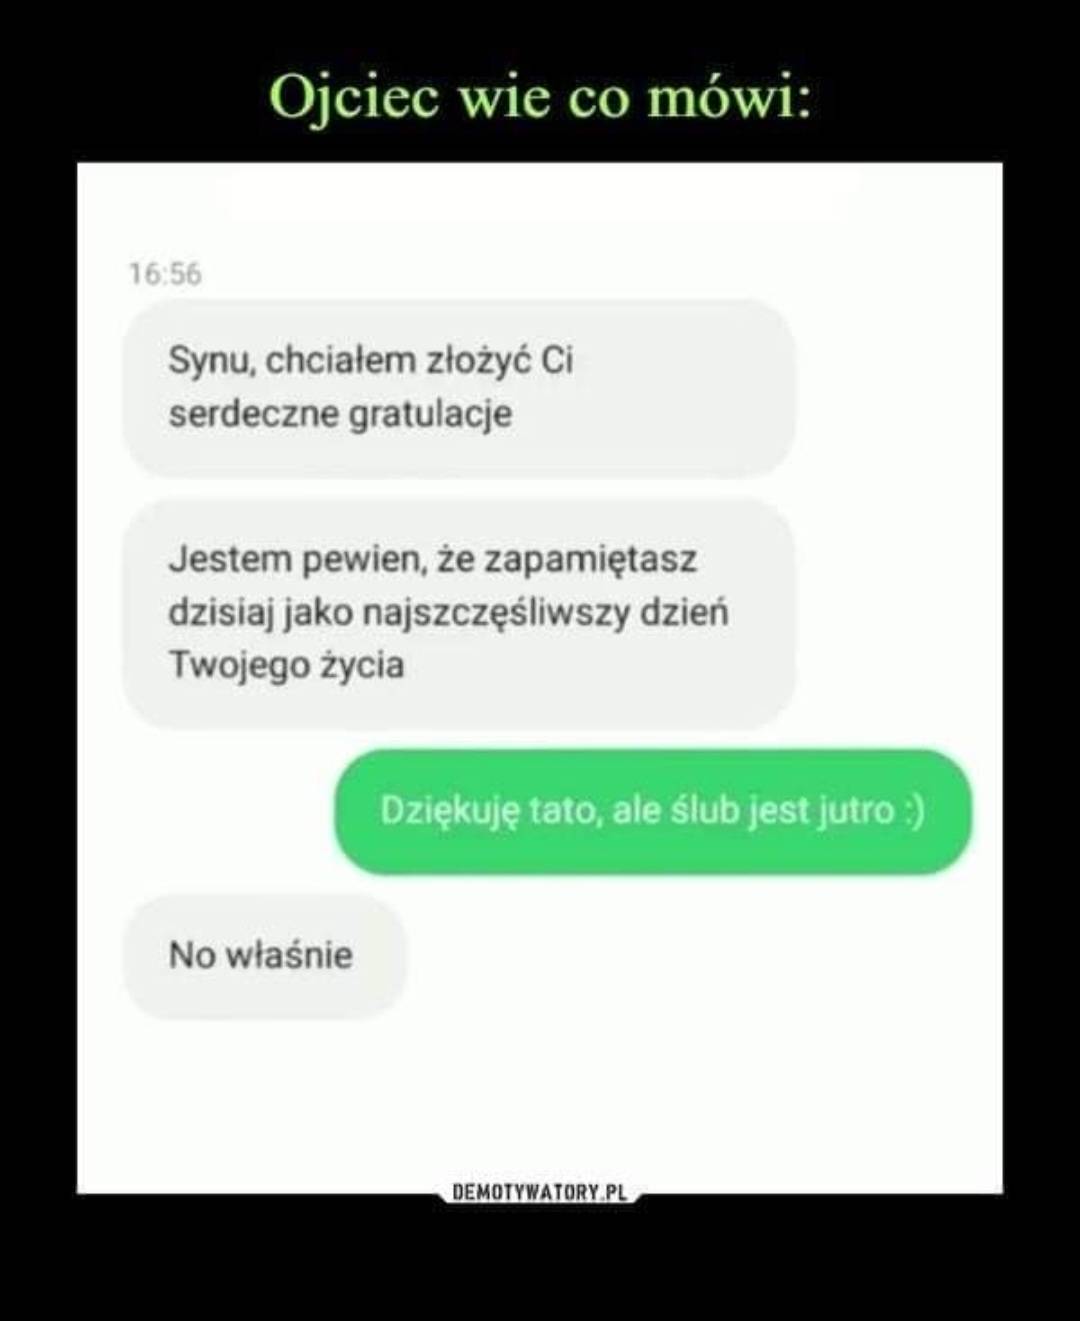 Ojciec wie co mówi:
16:56
Synu, chciałem złożyć Ci
serdeczne gratulacje
Jestem pewien, że zapamiętasz
dzisiaj jako najszczęśliwszy dzień
Twojego życia
Dziękuję tato, ale ślub jest jutro :)
No właśnie
DEMOTYWATORY.PL